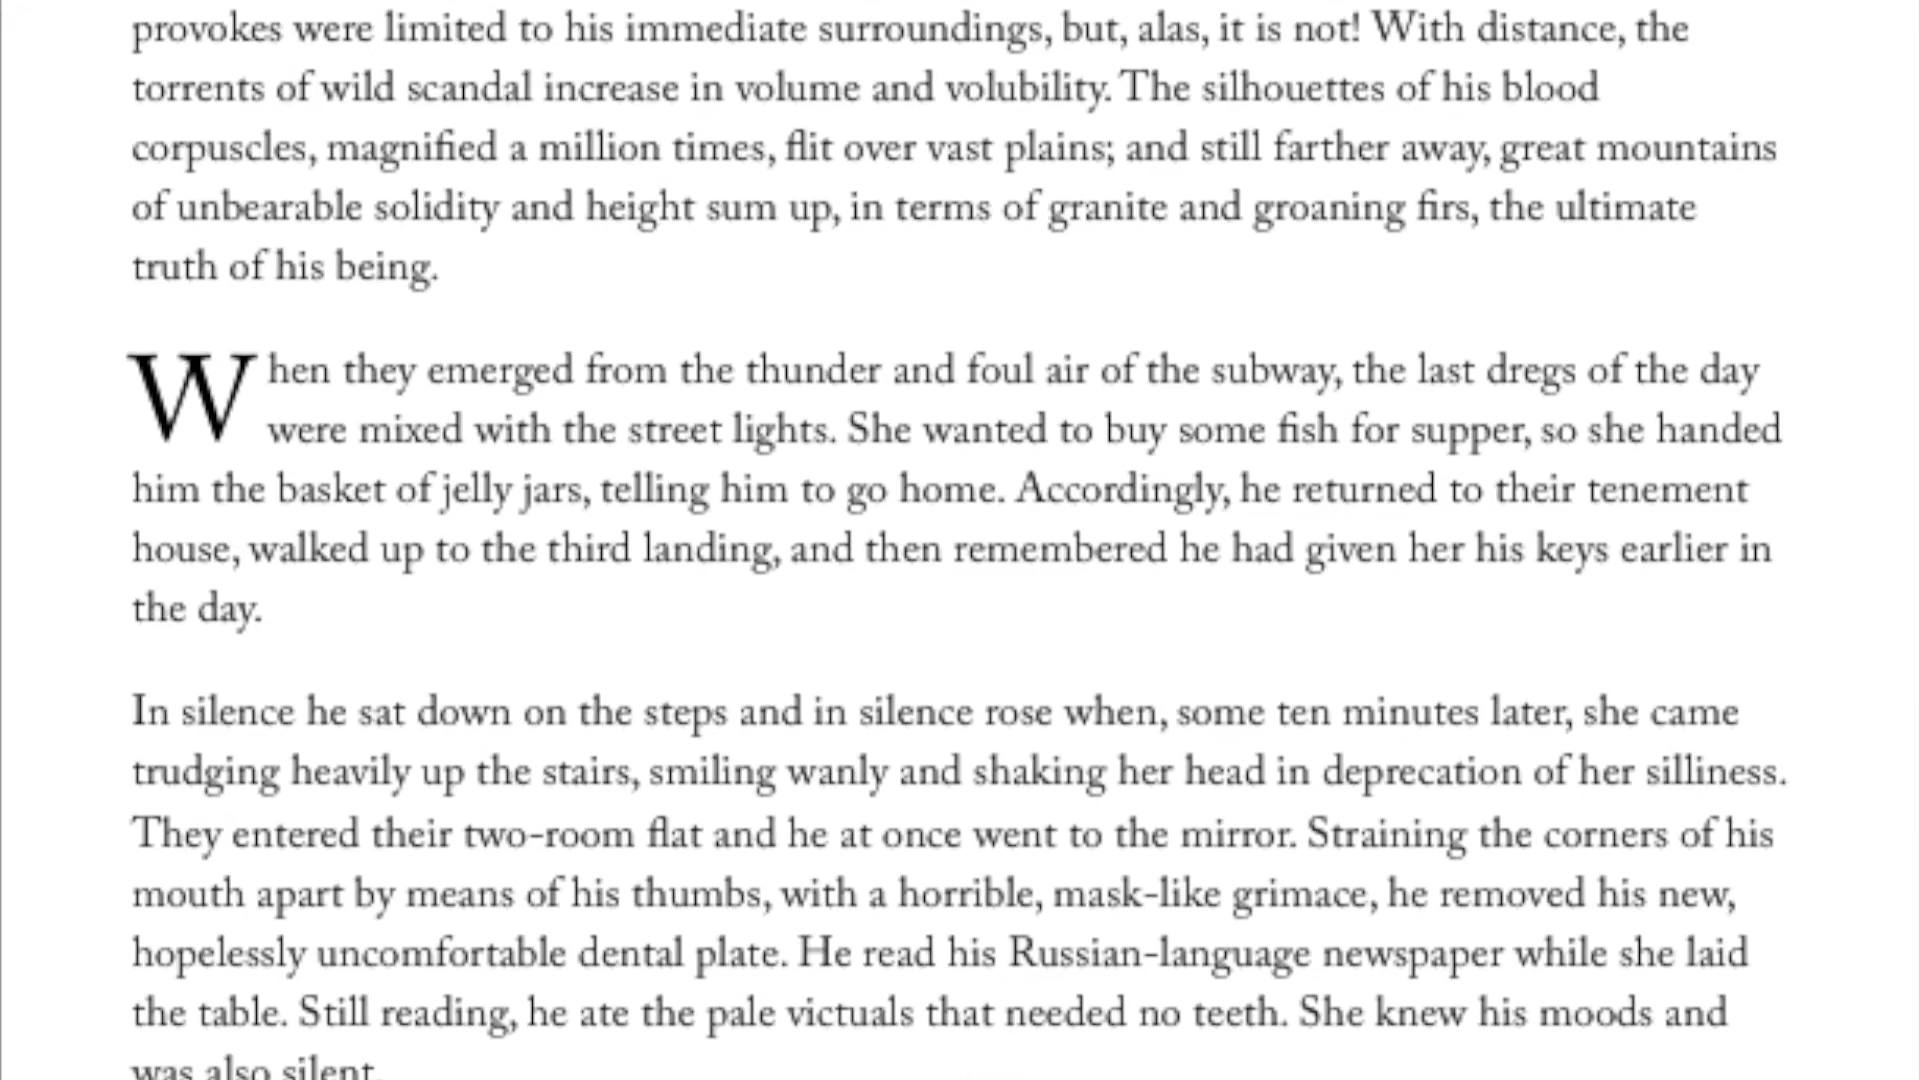 provokes were limited to his immediate surroundings, but, alas, it is not! With distance, the
torrents of wild scandal increase in volume and volubility. The silhouettes of his blood
corpuscles, magnified a million times, flit over vast plains; and still farther away, great mountains
of unbearable solidity and height sum up, in terms of granite and groaning firs, the ultimate
truth of his being.
When they emerged from the thunder and foul air of the subway, the last dregs of the day
were mixed with the street lights. She wanted to buy some fish for supper, so she handed
him the basket of jelly jars, telling him to go home. Accordingly, he returned to their tenement
house, walked up to the third landing, and then remembered he had given her his keys earlier in
the day.
In silence he sat down on the steps and in silence rose when, some ten minutes later, she came
trudging heavily up the stairs, smiling wanly and shaking her head in deprecation of her silliness.
They entered their two-room flat and he at once went to the mirror. Straining the corners of his
mouth apart by means of his thumbs, with a horrible, mask-like grimace, he removed his new,
hopelessly uncomfortable dental plate. He read his Russian-language newspaper while she laid
the table. Still reading, he ate the pale victuals that needed no teeth. She knew his moods and
was also silent.